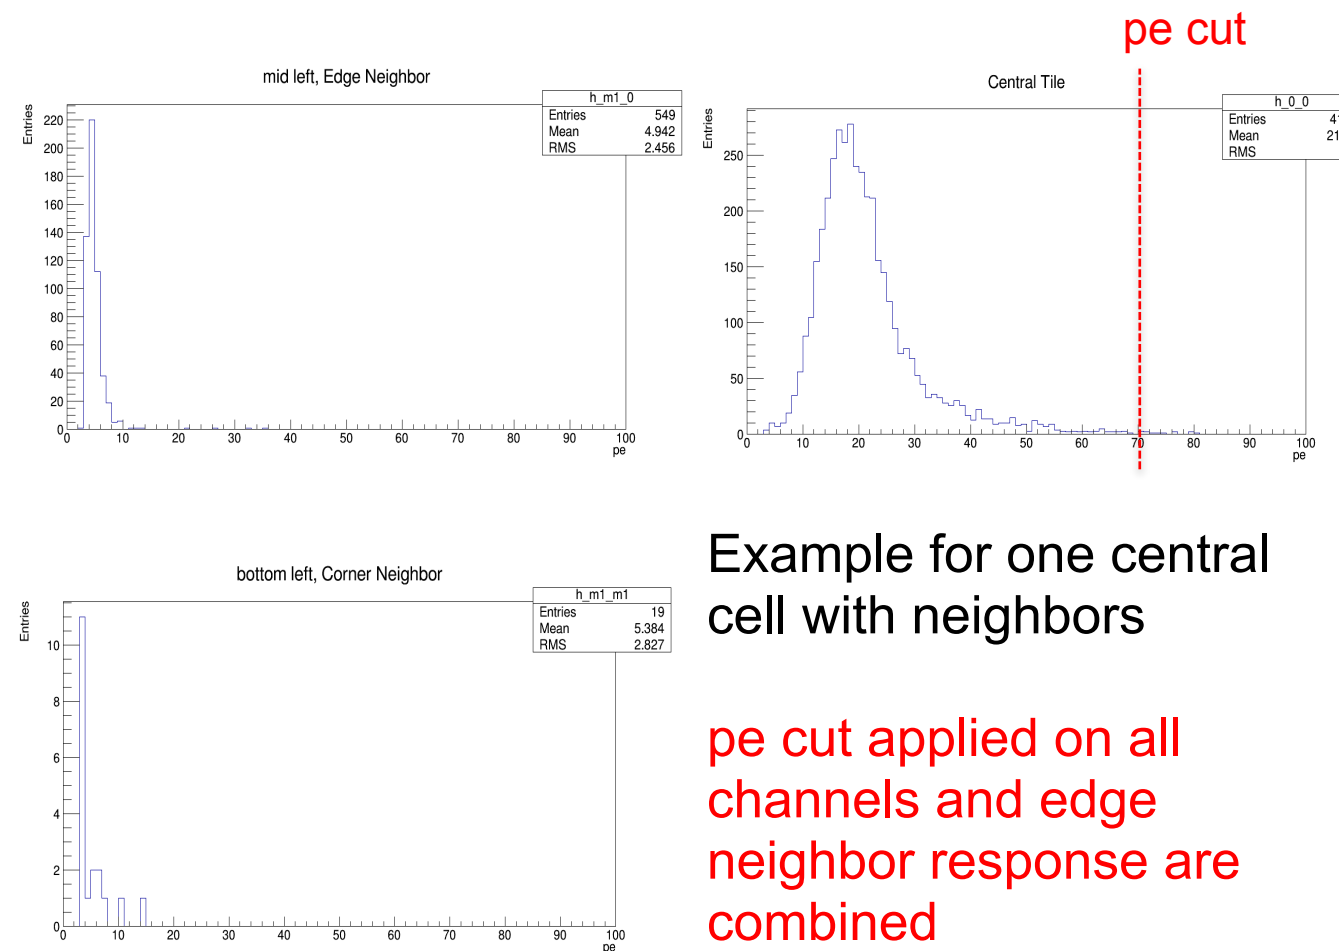 pe cut
mid left, Edge Neighbor
h_m1_0
Entries 549
Mean 4.942
RMS 2.456
Entries
220
200
180
160
140
120
100
80
60
40
20
0
0 10 20 30 40 50 60 70 80 90 100
pe
Central Tile
h_0_0
Entries 41
Mean 21
RMS
Entries
250
200
150
100
50
0
0 10 20 30 40 50 60 70 80 90 100
pe
bottom left, Corner Neighbor
h_m1_m1
Entries 19
Mean 5.384
RMS 2.827
Entries
10
8
6
4
2
0
0 10 20 30 40 50 60 70 80 90 100
pe
Example for one central
cell with neighbors
pe cut applied on all
channels and edge
neighbor response are
combined